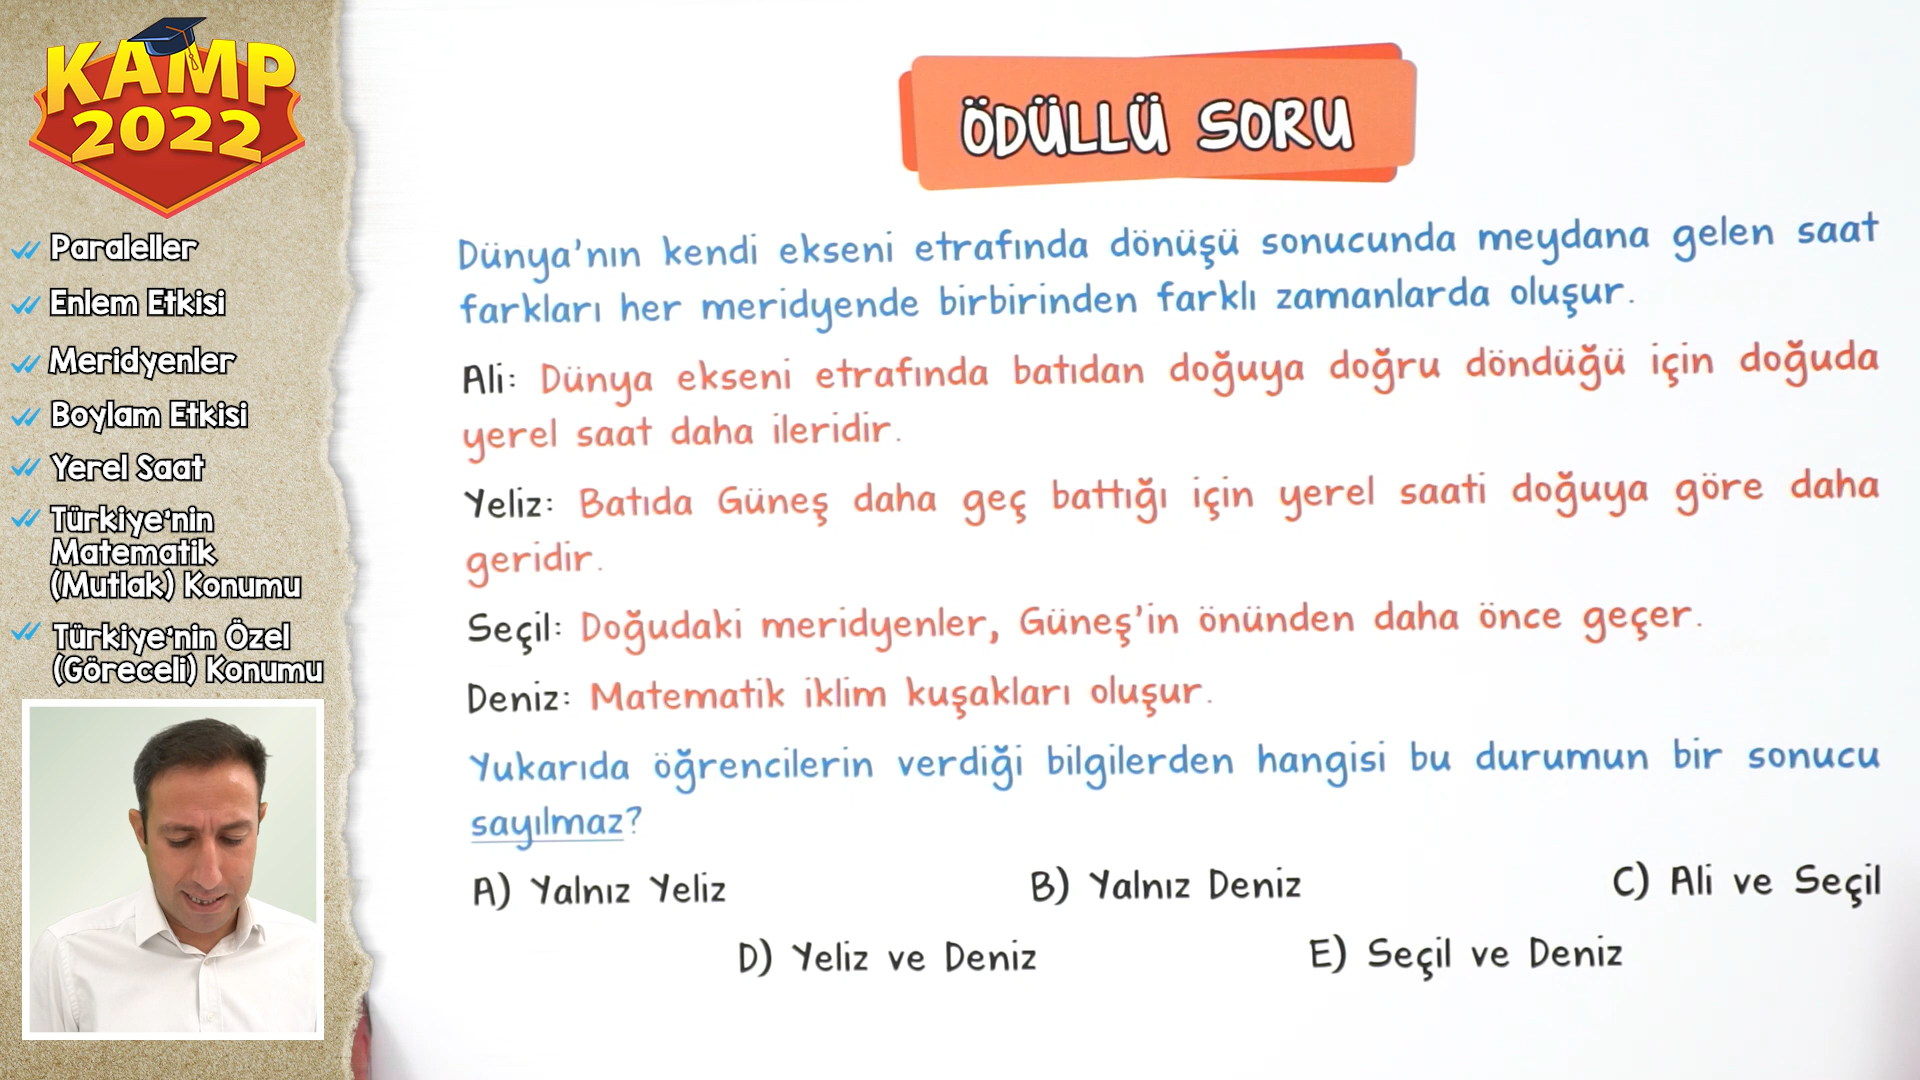 KAMP
2022
Paraleller
Enlem Etkisi
Meridyenler
Boylam Etkisi
Yerel Saat
Türkiye'nin
Matematik
(Mutlak) Konumu
Türkiye'nin Özel
(Göreceli) Konumu
ÖDÜLLÜ SORU
Dünya'nın kendi ekseni etrafında dönüşü sonucunda meydana gelen saat
farkları her meridyende birbirinden farklı zamanlarda oluşur.
Ali: Dünya ekseni etrafında batıdan doğuya doğru döndüğü için doğuda
yerel saat daha ileridir.
Yeliz: Batıda Güneş daha geç battığı için yerel saati doğuya göre daha
geridir.
Seçil: Doğudaki meridyenler, Güneş'in önünden daha önce geçer.
Deniz: Matematik iklim kuşakları oluşur.
Yukarıda öğrencilerin verdiği bilgilerden hangisi bu durumun bir sonucu
sayılmaz?
A) Yalnız Yeliz B) Yalnız Deniz C) Ali ve Seçil
D) Yeliz ve Deniz E) Seçil ve Deniz